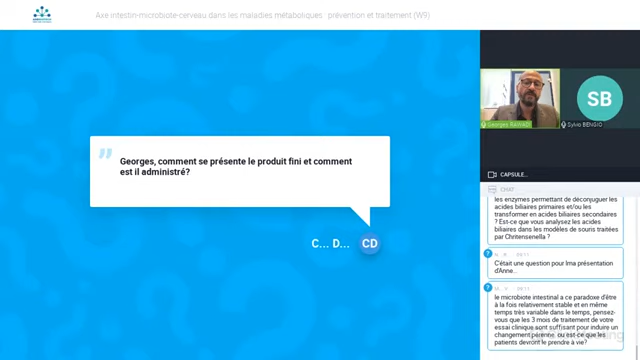 Axe intestin-microbiote-cerveau dans les maladies métaboliques : prévention et traitement (W9)
Georges, comment se présente le produit fini et comment
est il administré?
C... D...
CD
SB
Georges RAWADI
Sylvio BENGIO
CAPSULE...
CHAT
les enzymes permettant de déconjuguer les
acides biliaires primaires et/ou les
transformer en acides biliaires secondaires
? Est-ce que vous analysez les acides
biliaires dans les modèles de souris traitées
par Chritensenella ?
C'était une question pour lma présentation
d'Anne..
le microbiote intestinal a ce paradoxe d'être
à la fois relativement stable et en même
temps très variable dans le temps, pensez-
vous que les 3 mois de traitement de votre
essai clinique sont suffisant pour induire un
changement pérenne ou est-ce que les
patients devront le prendre à vie?